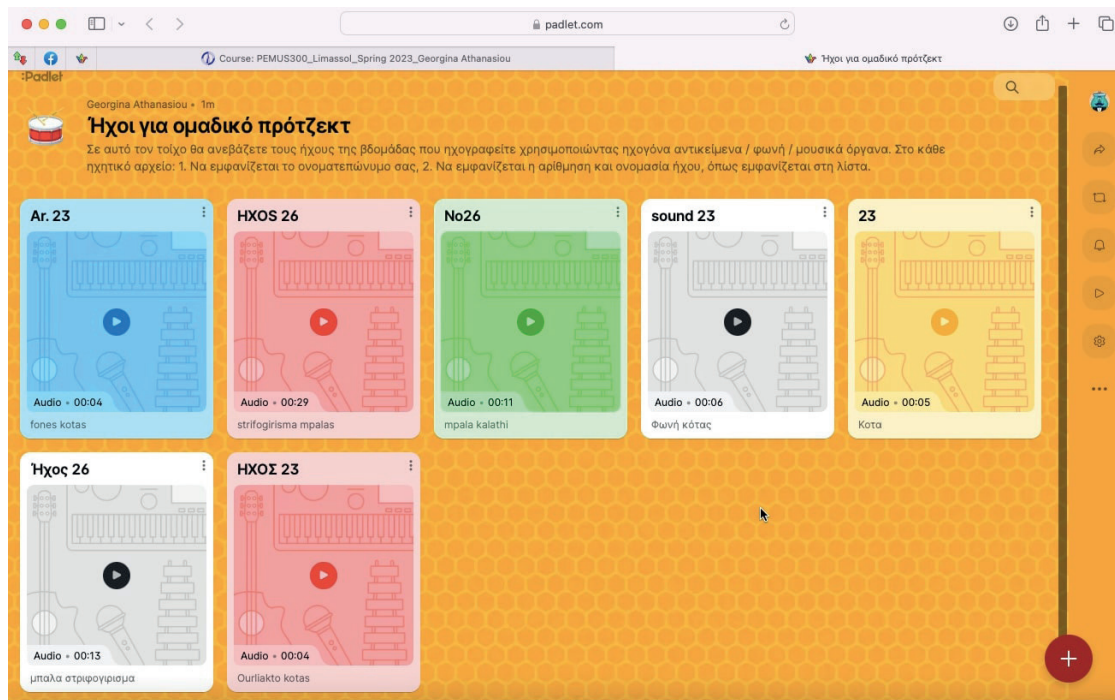 padlet.com
Course: PEMUS300_Limassol_Spring 2023_Georgina Athanasiou
Ήχοι για ομαδικό πρότζεκτ
:Padlet
Georgina Athanasiou • 1m
Ήχοι για ομαδικό πρότζεκτ
Σε αυτό τον τοίχο θα ανεβάζετε τους ήχους της βδομάδας που ηχογραφείτε χρησιμοποιώντας ηχογόνα αντικείμενα / φωνή / μουσικά όργανα. Στο κάθε
ηχητικό αρχείο: 1. Να εμφανίζεται το ονοματεπώνυμο σας, 2. Να εμφανίζεται η αρίθμηση και ονομασία ήχου, όπως εμφανίζεται στη λίστα.
Ar. 23
Audio • 00:04
fones kotas
HXOS 26
Audio • 00:29
strifogirisma mpalas
No26
Audio • 00:11
mpala kalathi
sound 23
Audio • 00:06
Φωνή κότας
23
Audio • 00:05
Κοτα
Ήχος 26
Audio • 00:13
μπαλα στριφογιρισμα
ΗΧΟΣ 23
Audio • 00:04
Ourliakto kotas